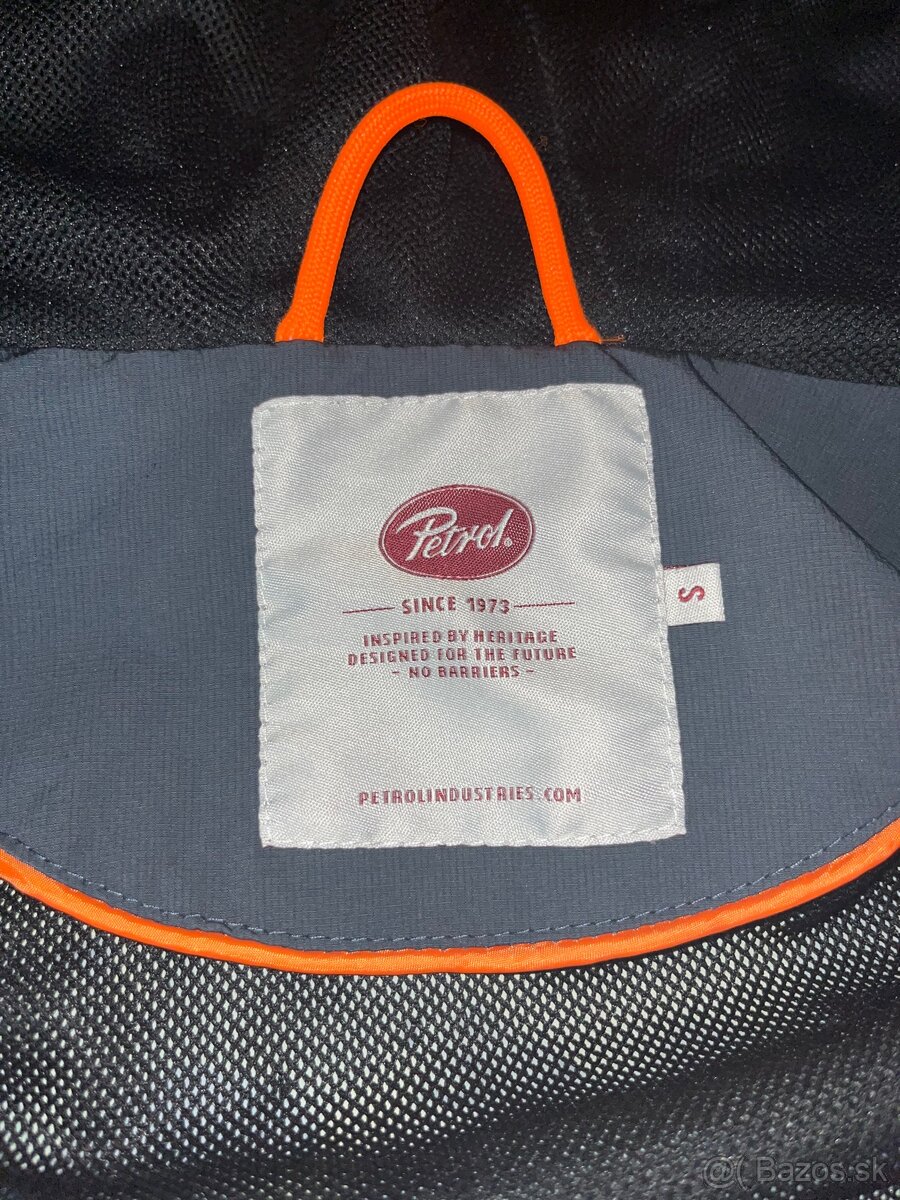 Petrol®
SINCE 1973
INSPIRED BY HERITAGE
DESIGNED FOR THE FUTURE
- NO BARRIERS -
S
PETROLINDUSTRIES.COM
@( Bazos.sk